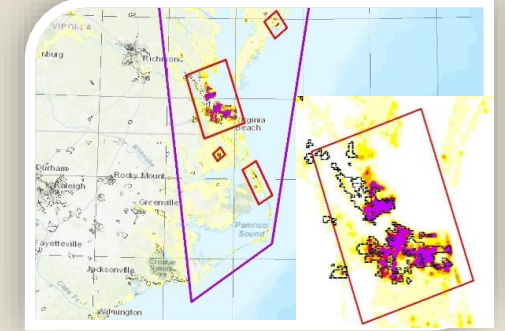 VIRGINIA
Richmond
Virginia
Beach
Durham
Raleigh
Rocky Mount
Greenville
Pamlico
Sound
Fayetteville
Jacksonville
Wilmington